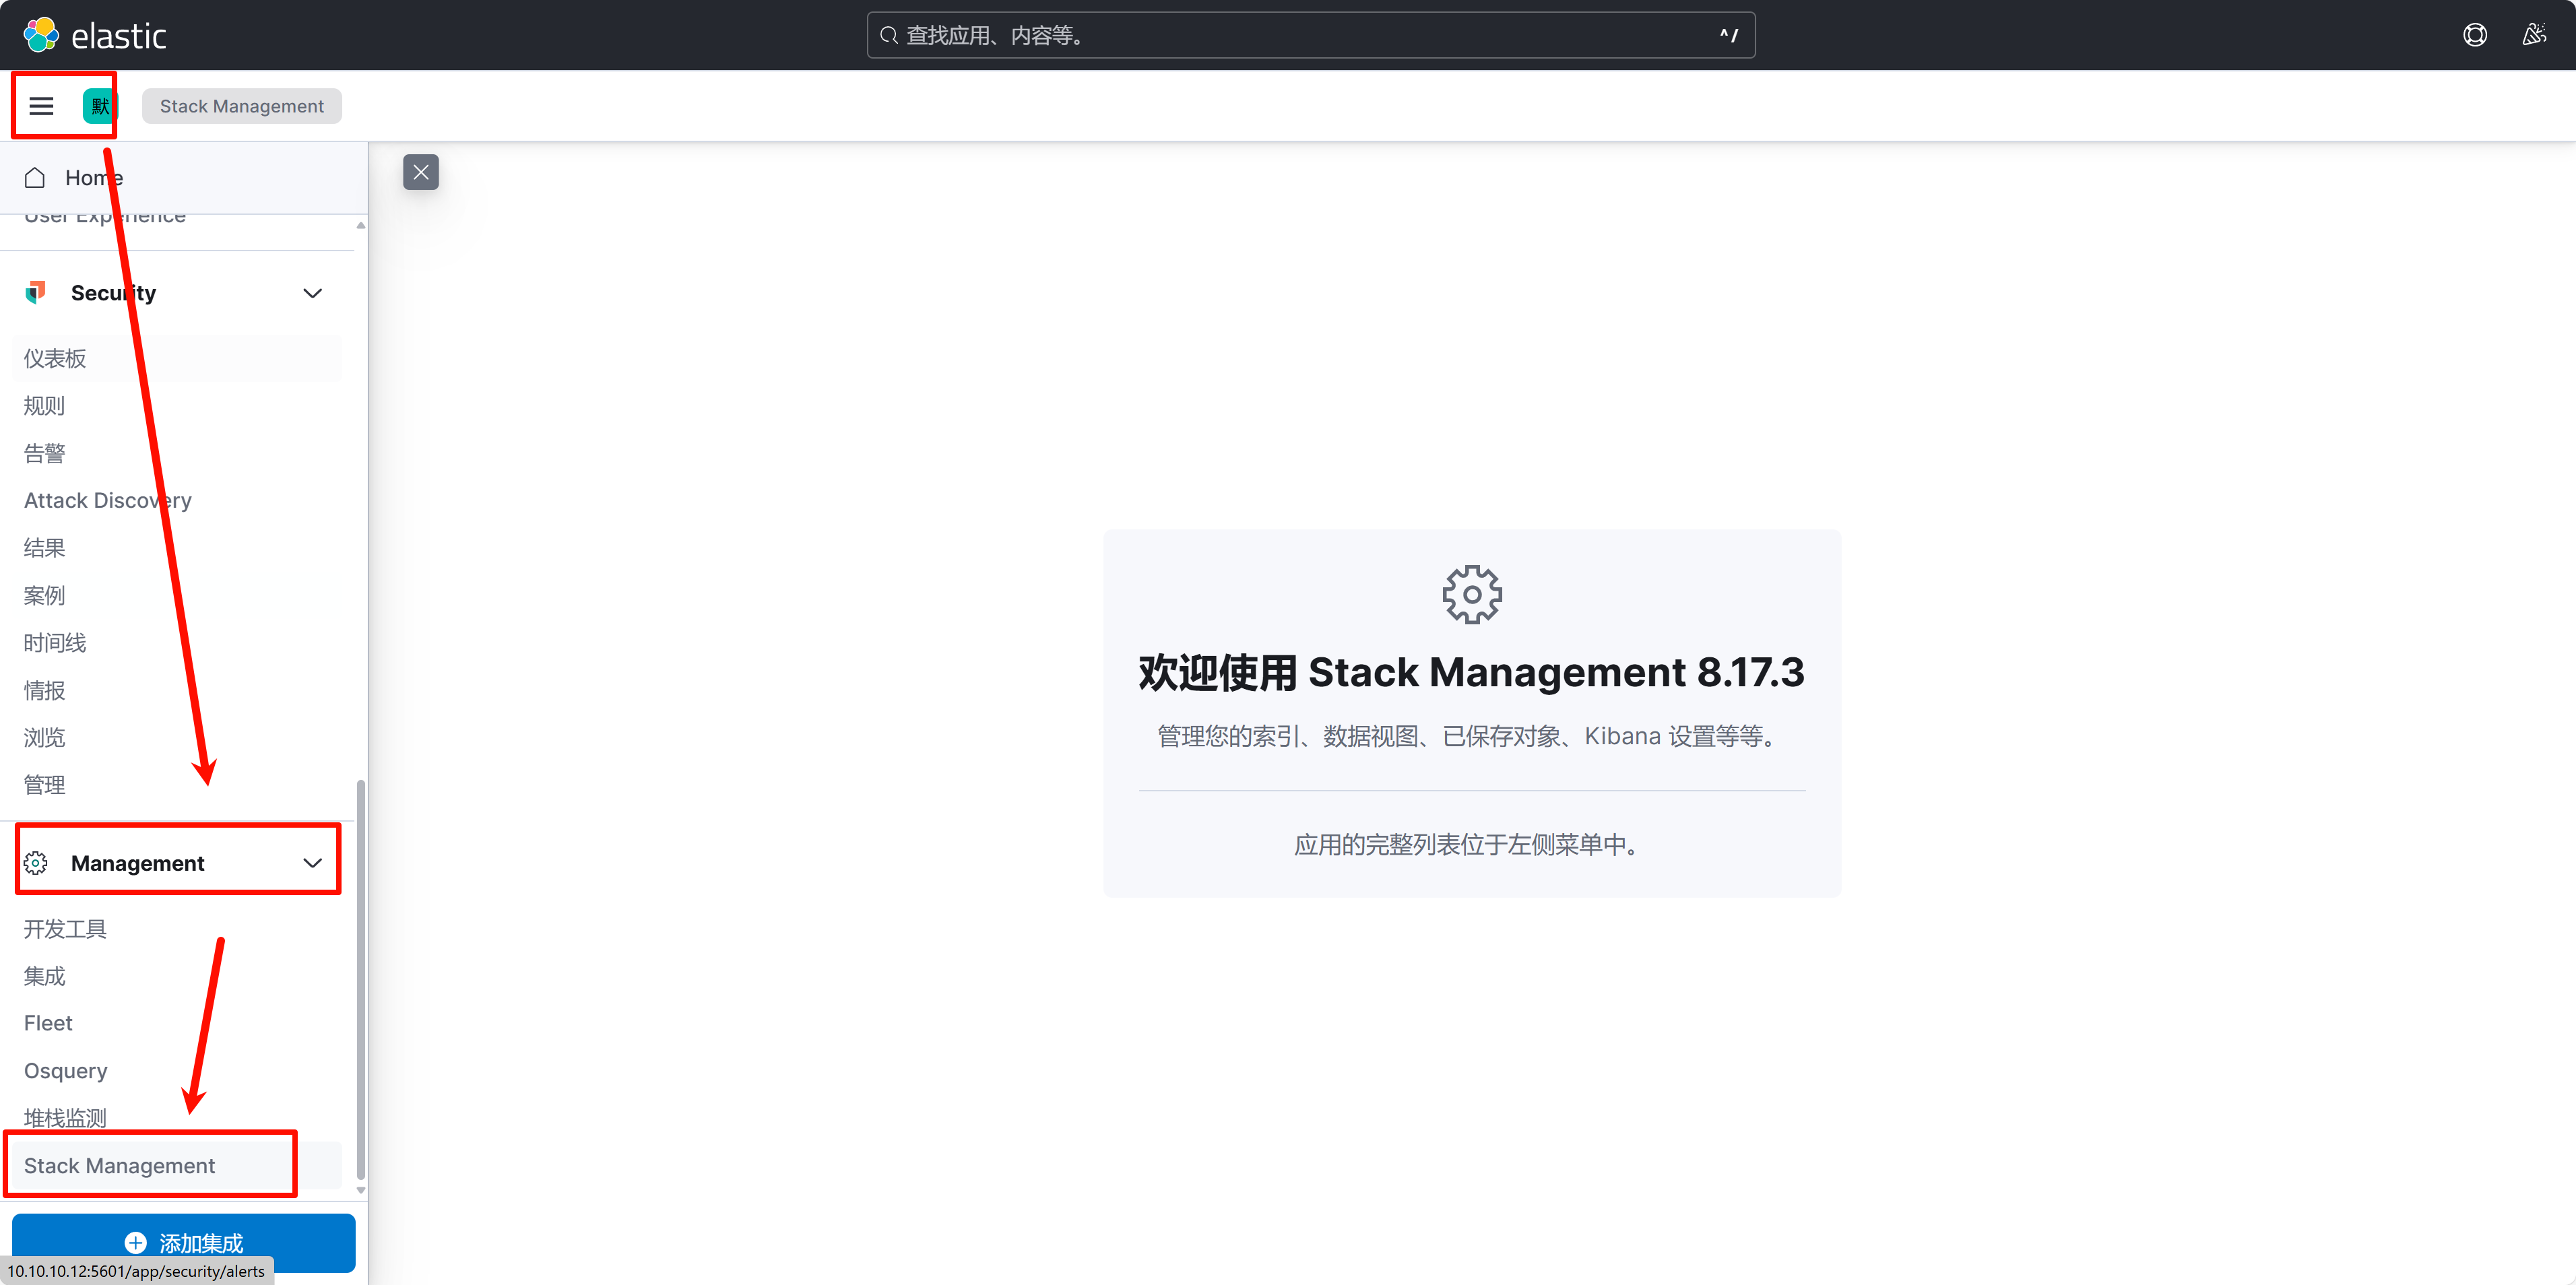 elastic
查找应用、内容等。
^/
默
Stack Management
Home
User Experience
Security
仪表板
规则
告警
Attack Discovery
结果
案例
时间线
情报
浏览
管理
Management
开发工具
集成
Fleet
Osquery
堆栈监测
Stack Management
添加集成
10.10.10.12:5601/app/security/alerts
欢迎使用 Stack Management 8.17.3
管理您的索引、数据视图、已保存对象、Kibana 设置等等。
应用的完整列表位于左侧菜单中。